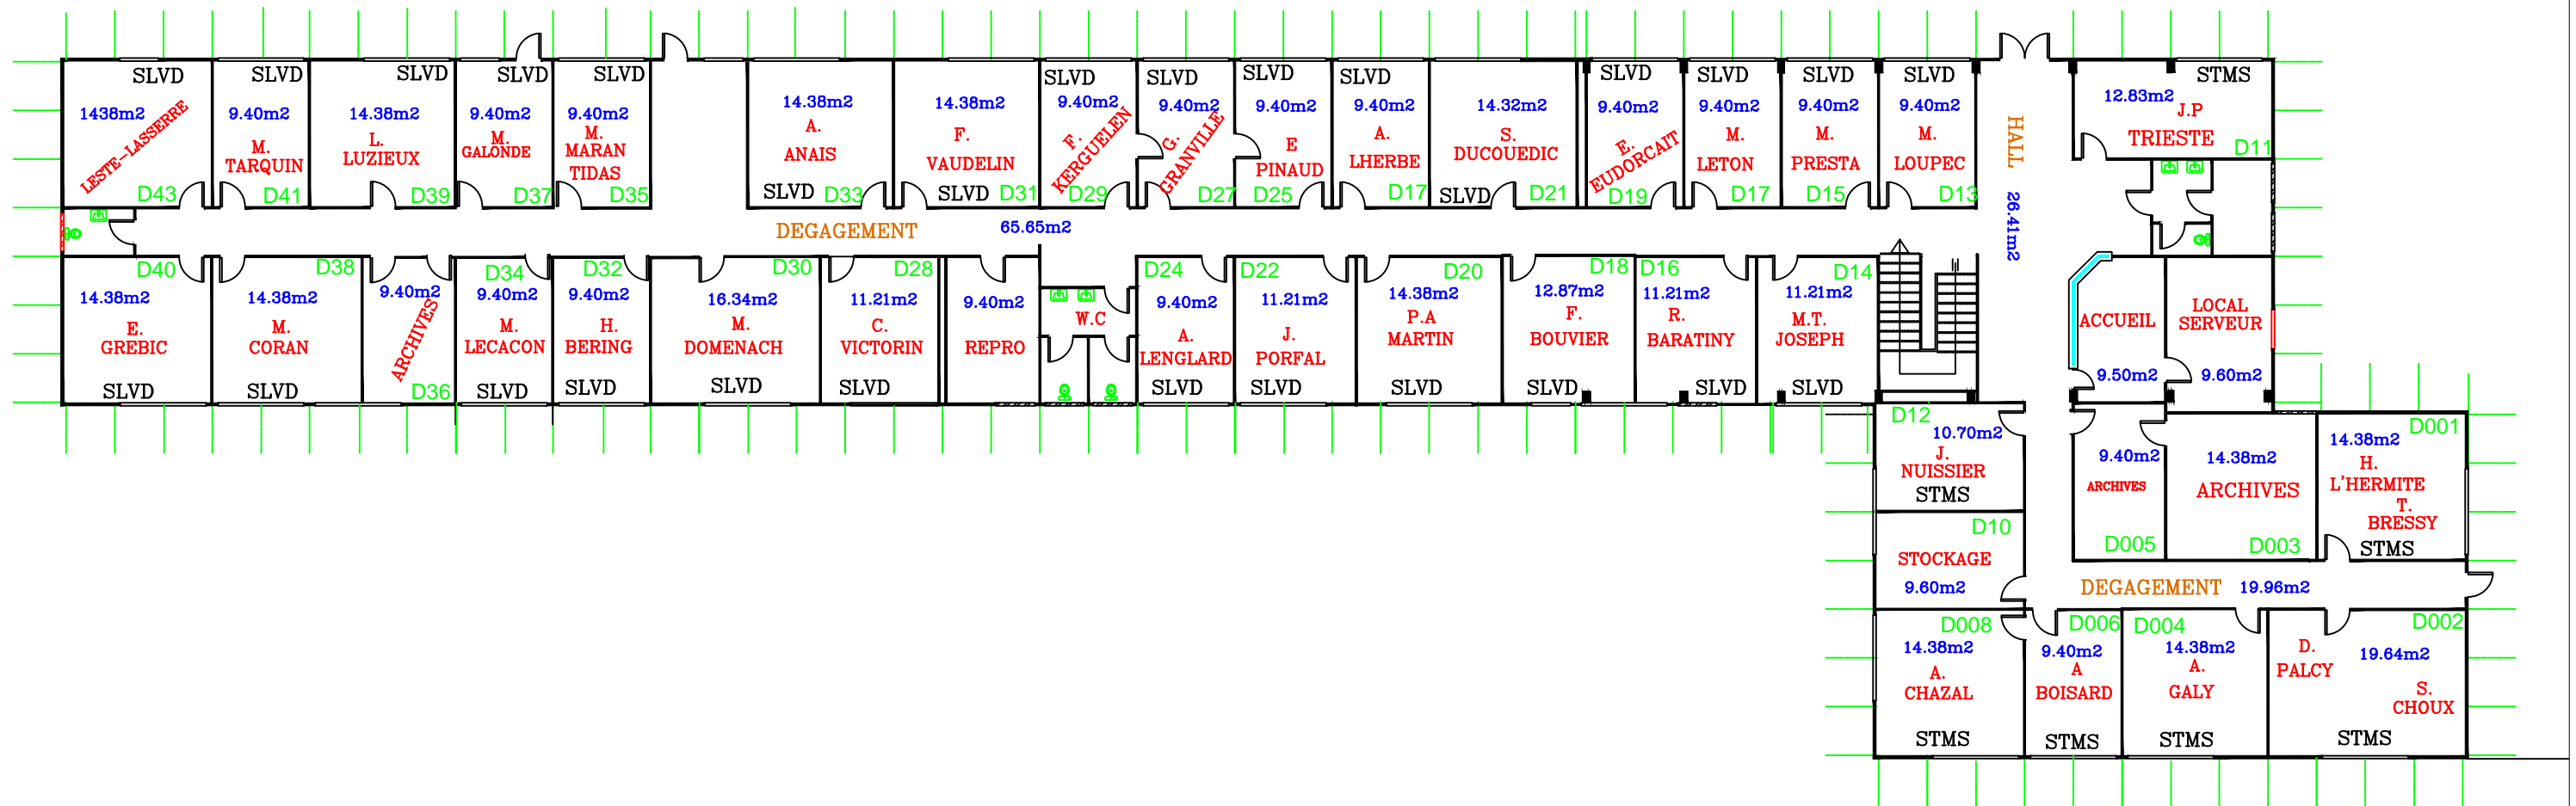 SLVD
1438m2
LESTE-LASSERRE
D43
SLVD
9.40m2
M.
TARQUIN
D41
SLVD
14.38m2
L.
LUZIEUX
D39
SLVD
9.40m2
M.
GALONDE
D37
SLVD
9.40m2
M.
MARAN
TIDAS
D35
14.38m2
A.
ANAIS
SLVD
D33
14.38m2
F.
VAUDELIN
SLVD
D31
SLVD
9.40m2
F.
KERGUELEN
D29
SLVD
9.40m2
G.
GRANVILLE
D27
SLVD
9.40m2
E
PINAUD
D25
SLVD
9.40m2
A.
LHERBE
D17
14.32m2
S.
DUCOUEDIC
SLVD
D21
SLVD
9.40m2
E.
EUDORCAIT
D19
SLVD
9.40m2
M.
LETON
D17
SLVD
9.40m2
M.
PRESTA
D15
SLVD
9.40m2
M.
LOUPEC
D13
HALL
26.41m2
STMS
12.83m2
J.P
TRIESTE
D11
DEGAGEMENT
65.65m2
D40
14.38m2
E.
GREBIC
SLVD
D38
14.38m2
M.
CORAN
SLVD
9.40m2
ARCHIVES
D36
D34
9.40m2
M.
LECACON
SLVD
D32
9.40m2
H.
BERING
SLVD
D30
16.34m2
M.
DOMENACH
SLVD
D28
11.21m2
C.
VICTORIN
SLVD
9.40m2
REPRO
W.C
D24
9.40m2
A.
LENGLARD
SLVD
D22
11.21m2
J.
PORFAL
SLVD
D20
14.38m2
P.A
MARTIN
SLVD
D18
12.87m2
F.
BOUVIER
SLVD
D16
11.21m2
R.
BARATINY
SLVD
D14
11.21m2
M.T.
JOSEPH
SLVD
ACCUEIL
9.50m2
LOCAL
SERVEUR
9.60m2
D12
10.70m2
J.
NUISSIER
STMS
9.40m2
ARCHIVES
D005
14.38m2
ARCHIVES
D003
D001
14.38m2
H.
L'HERMITE
T.
BRESSY
STMS
D10
STOCKAGE
9.60m2
DEGAGEMENT
19.96m2
D008
14.38m2
A.
CHAZAL
STMS
D006
9.40m2
A
BOISARD
STMS
D004
14.38m2
A.
GALY
STMS
D002
D.
PALCY
19.64m2
S.
CHOUX
STMS